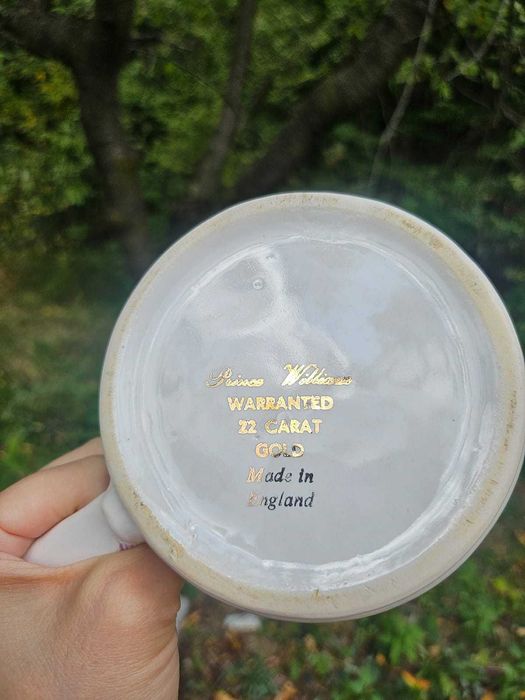 Prince William
WARRANTED
22 CARAT
GOLD
Made in
England